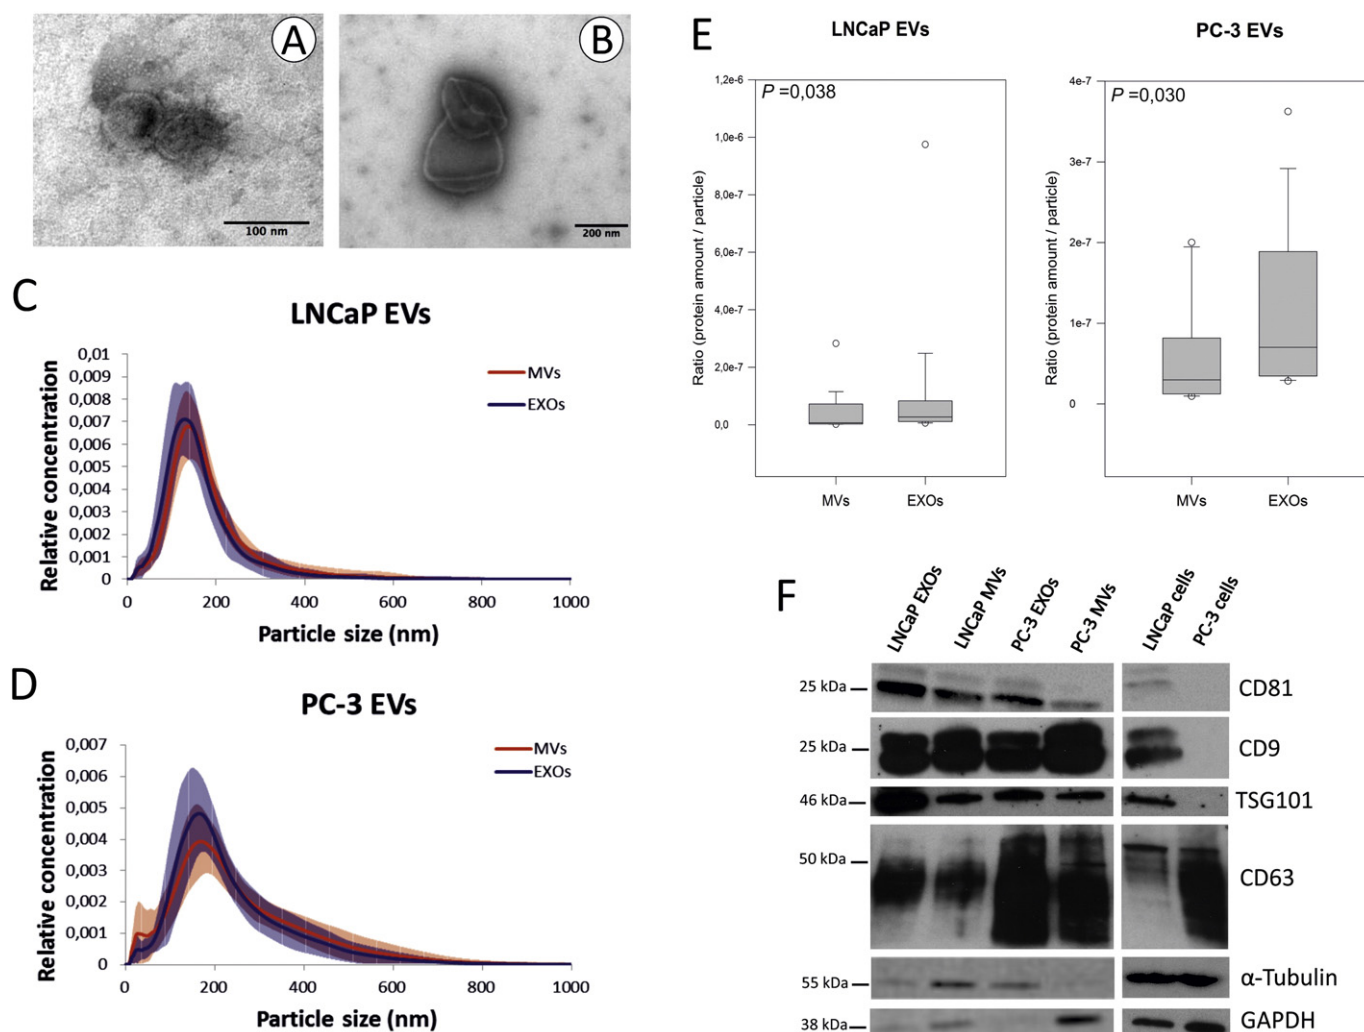 A
100 nm
B
200 nm
C
LNCaP EVs
0,01
0,009
0,008
0,007
0,006
0,005
0,004
0,003
0,002
0,001
0
Relative concentration
MVs
EXOs
0 200 400 600 800 1000
Particle size (nm)
D
PC-3 EVs
0,007
0,006
0,005
0,004
0,003
0,002
0,001
0
Relative concentration
MVs
EXOs
0 200 400 600 800 1000
Particle size (nm)
E
LNCaP EVs
P =0,038
1,2e-6
1,0e-6
8,0e-7
6,0e-7
4,0e-7
2,0e-7
0,0
Ratio (protein amount / particle)
MVs EXOs
PC-3 EVs
P =0,030
4e-7
3e-7
2e-7
1e-7
0
Ratio (protein amount / particle)
MVs EXOs
F
LNCaP EXOs
LNCaP MVs
PC-3 EXOs
PC-3 MVs
LNCaP cells
PC-3 cells
25 kDa CD81
25 kDa CD9
46 kDa TSG101
50 kDa CD63
55 kDa α-Tubulin
38 kDa GAPDH